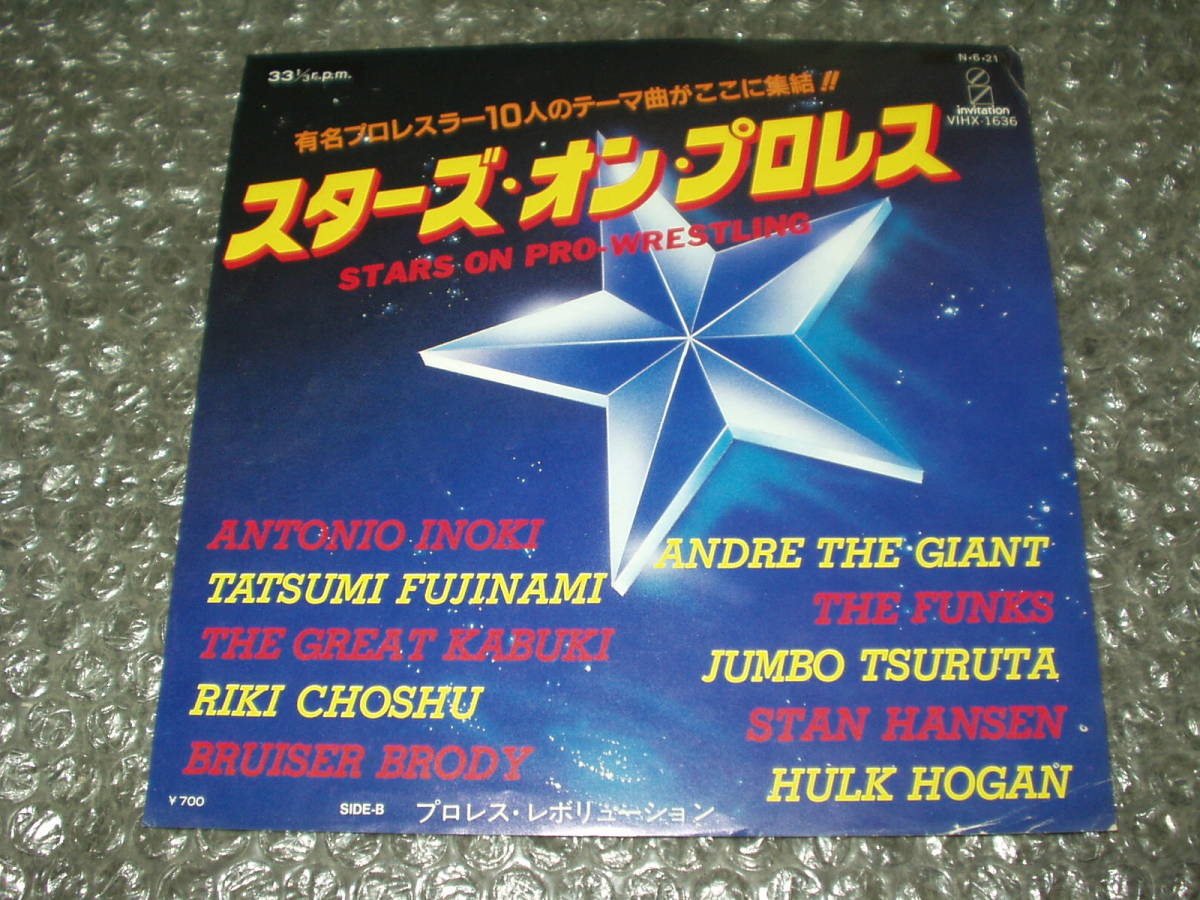 33⅓r.p.m.
N・6・21
invitation
VIHX-1636
有名プロレスラー10人のテーマ曲がここに集結!!
スターズ・オン・プロレス
STARS ON PRO-WRESTLING
ANTONIO INOKI
TATSUMI FUJINAMI
THE GREAT KABUKI
RIKI CHOSHU
BRUISER BRODY
ANDRE THE GIANT
THE FUNKS
JUMBO TSURUTA
STAN HANSEN
HULK HOGAN
¥700
SIDE-B プロレス・レボリューション